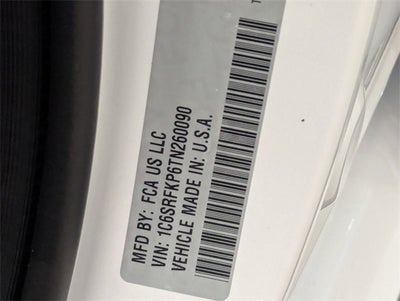 MFD BY: FCA US LLC
VIN: 1C6SRFKP6TN260090
VEHICLE MADE IN: U.S.A.